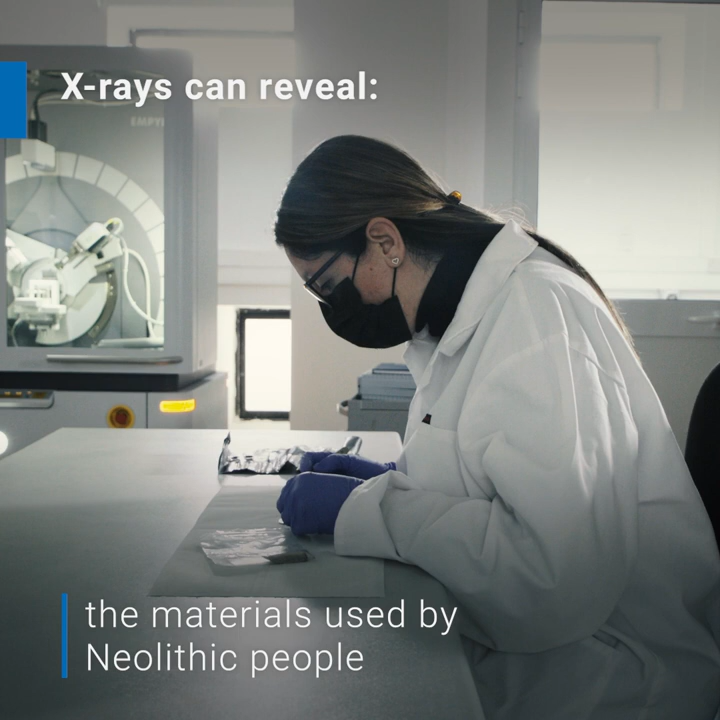 X-rays can reveal:
the materials used by
Neolithic people